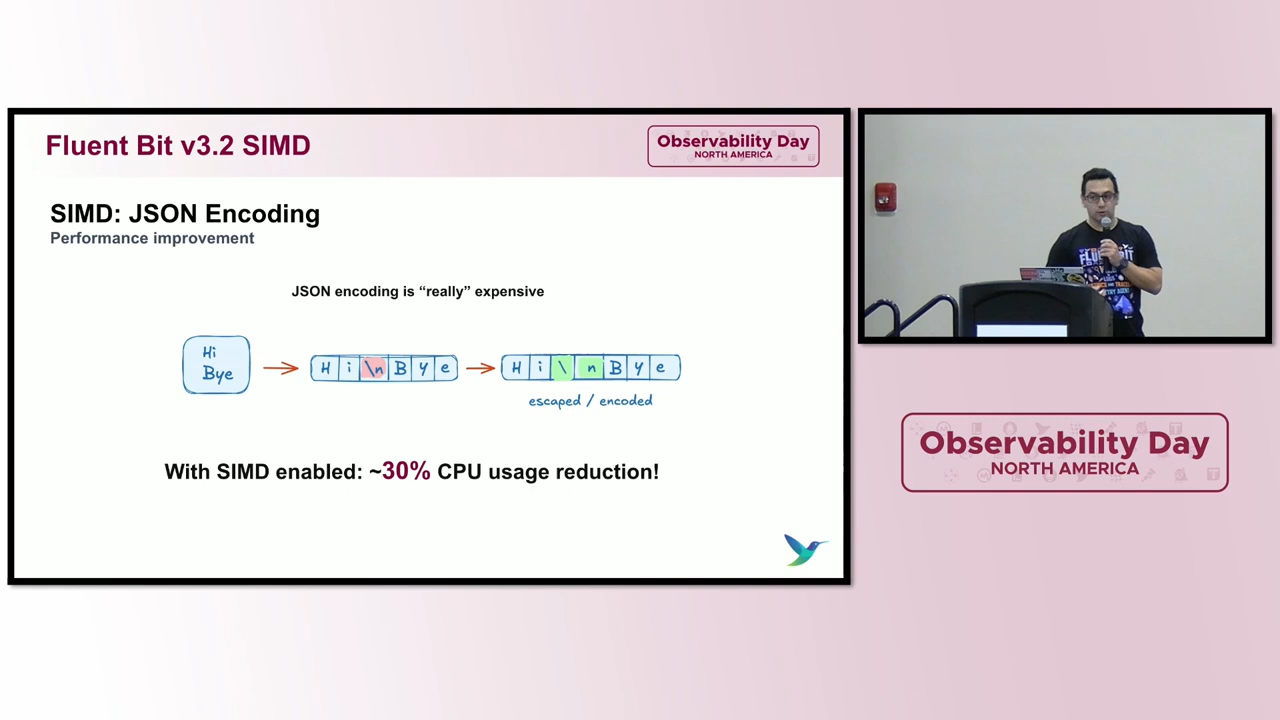 Fluent Bit v3.2 SIMD
Observability Day
NORTH AMERICA
SIMD: JSON Encoding
Performance improvement
JSON encoding is “really” expensive
Hi
Bye
H i \n B y e
H i \ n B y e
escaped / encoded
With SIMD enabled: ~30% CPU usage reduction!
Observability Day
NORTH AMERICA